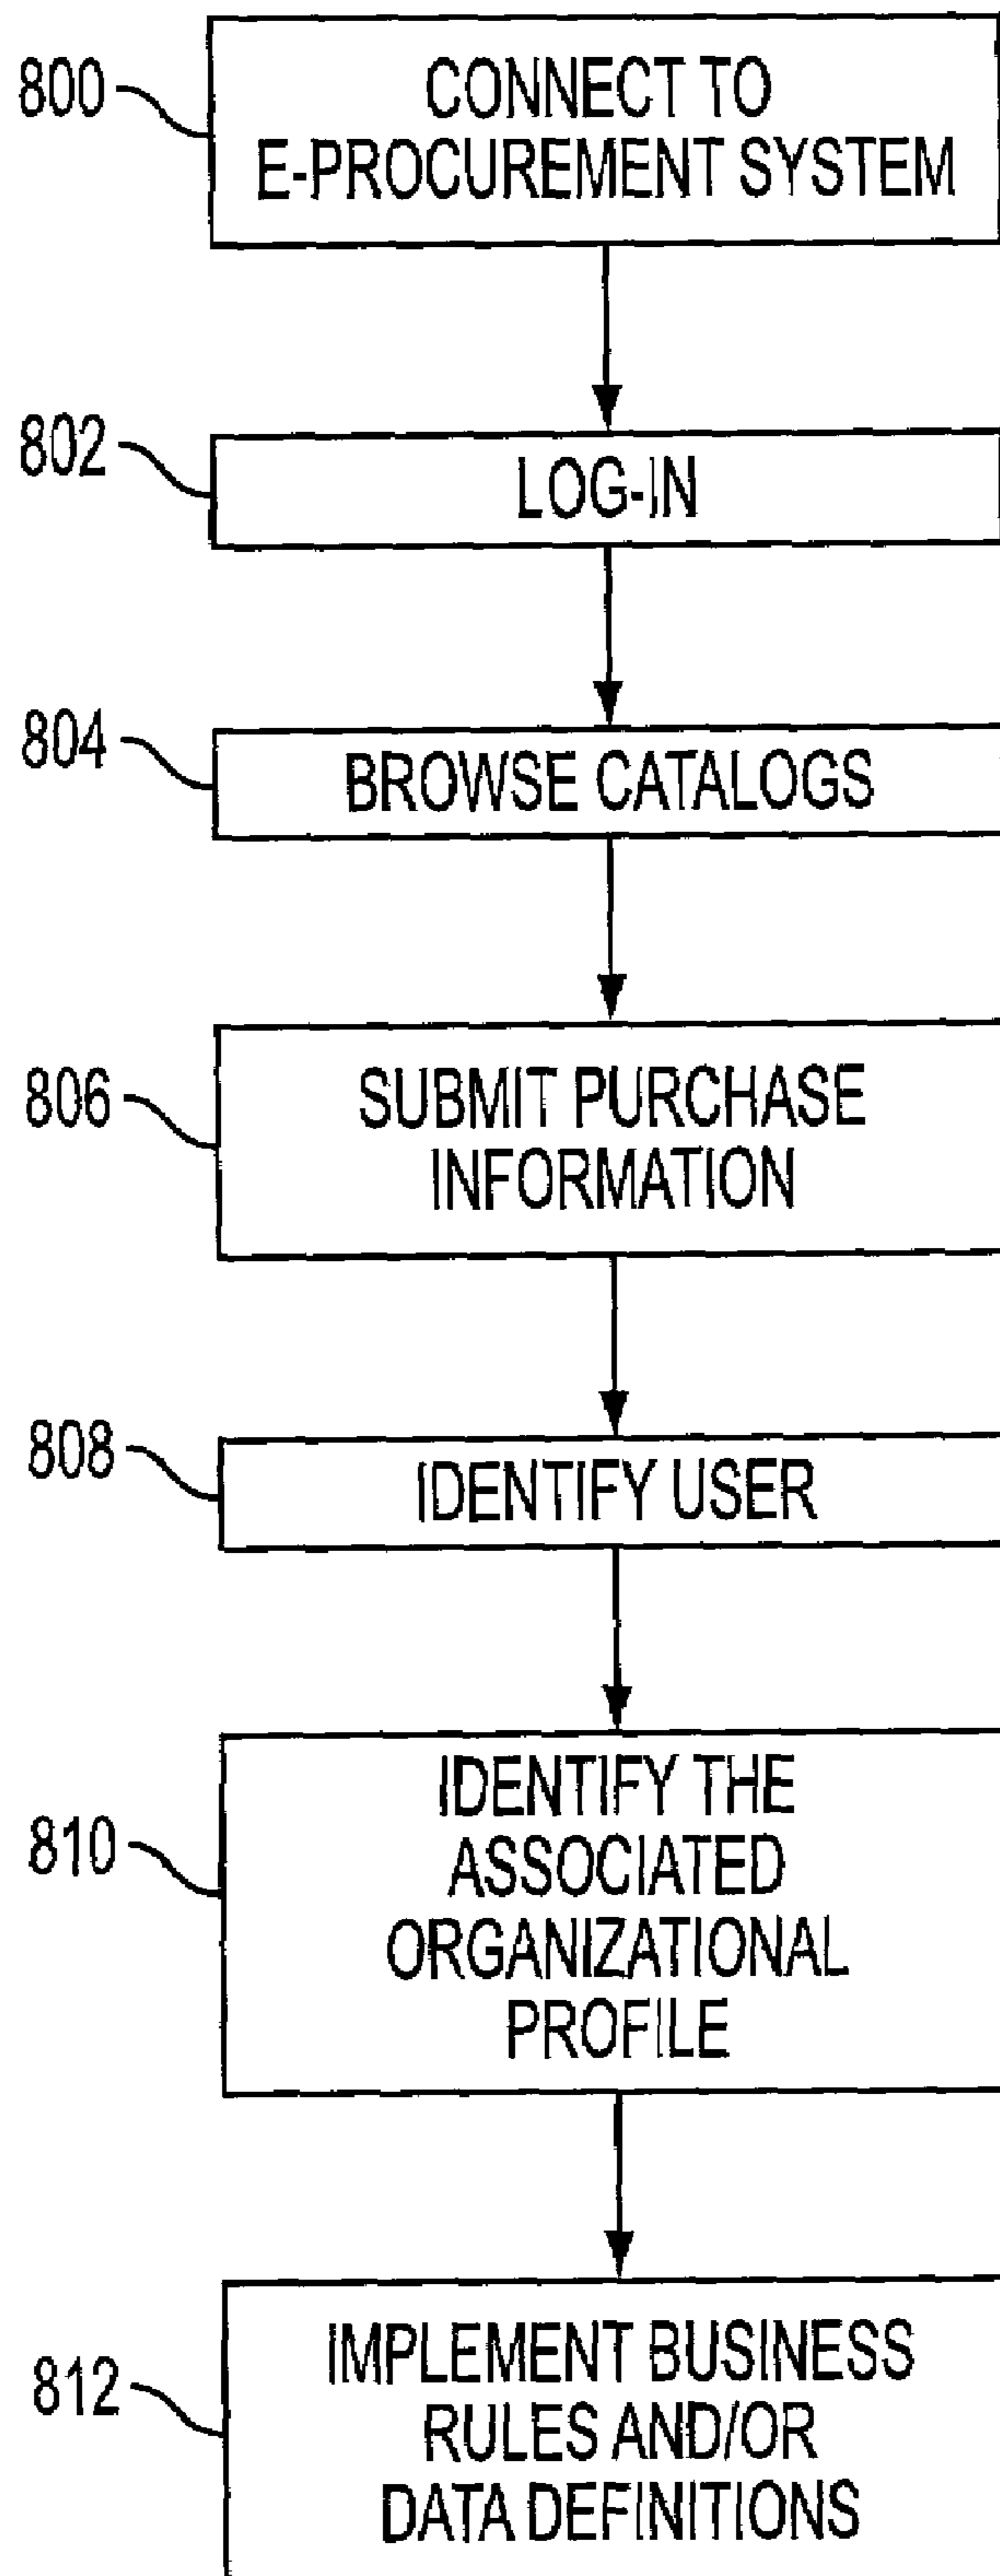 800
CONNECT TO
E-PROCUREMENT SYSTEM
802
LOG-IN
804
BROWSE CATALOGS
806
SUBMIT PURCHASE
INFORMATION
808
IDENTIFY USER
810
IDENTIFY THE
ASSOCIATED
ORGANIZATIONAL
PROFILE
812
IMPLEMENT BUSINESS
RULES AND/OR
DATA DEFINITIONS